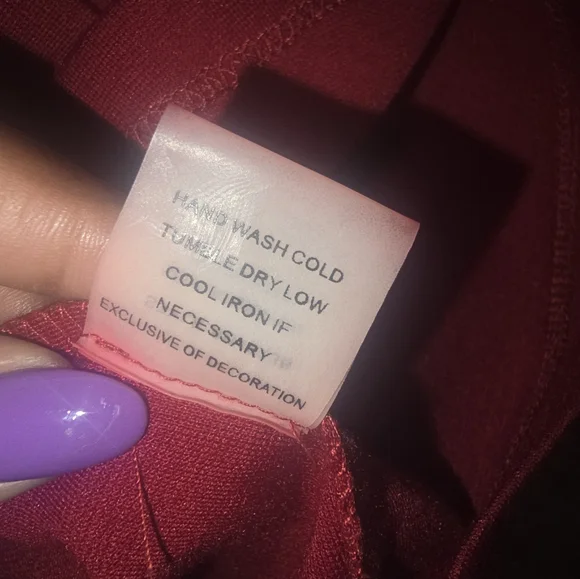 HAND WASH COLD
TUMBLE DRY LOW
COOL IRON IF
NECESSARY
EXCLUSIVE OF DECORATION